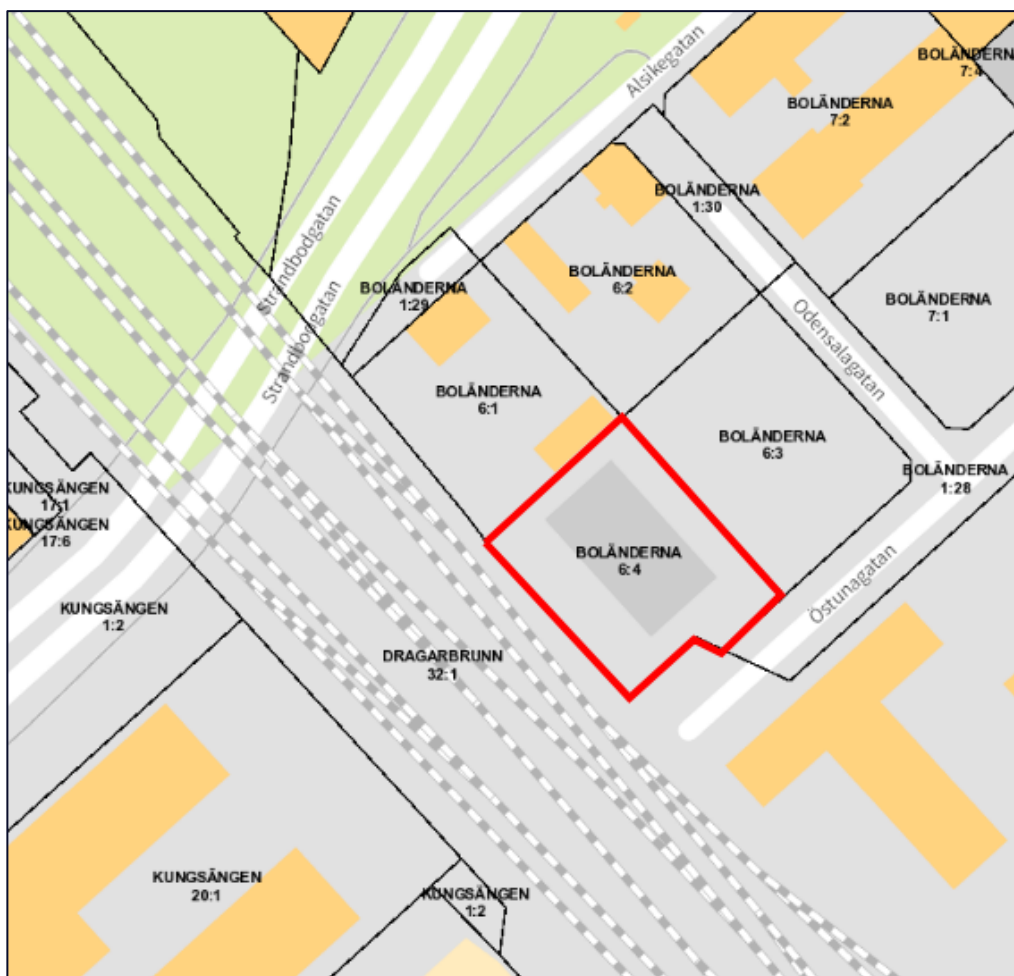 Alsikegatan
BOLÄNDERNA
7:4
BOLÄNDERNA
7:2
BOLÄNDERNA
1:30
Strandbodgatan
Strandbodgatan
BOLÄNDERNA
1:29
BOLÄNDERNA
6:2
BOLÄNDERNA
7:1
Odensalagatan
BOLÄNDERNA
6:1
BOLÄNDERNA
6:3
BOLÄNDERNA
1:28
KUNGSÄNGEN
17:1
KUNGSÄNGEN
17:6
BOLÄNDERNA
6:4
Östunagatan
KUNGSÄNGEN
1:2
DRAGARBRUNN
32:1
KUNGSÄNGEN
20:1
KUNGSÄNGEN
1:2